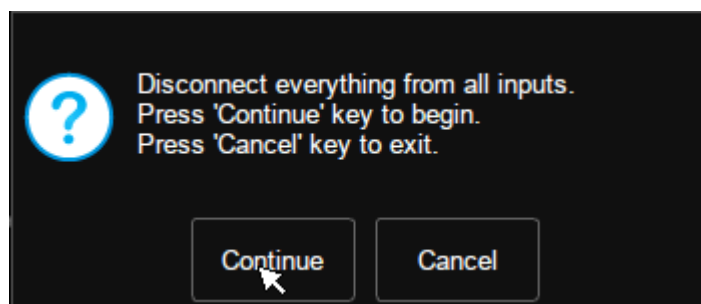 Disconnect everything from all inputs.
Press 'Continue' key to begin.
Press 'Cancel' key to exit.
Continue
Cancel